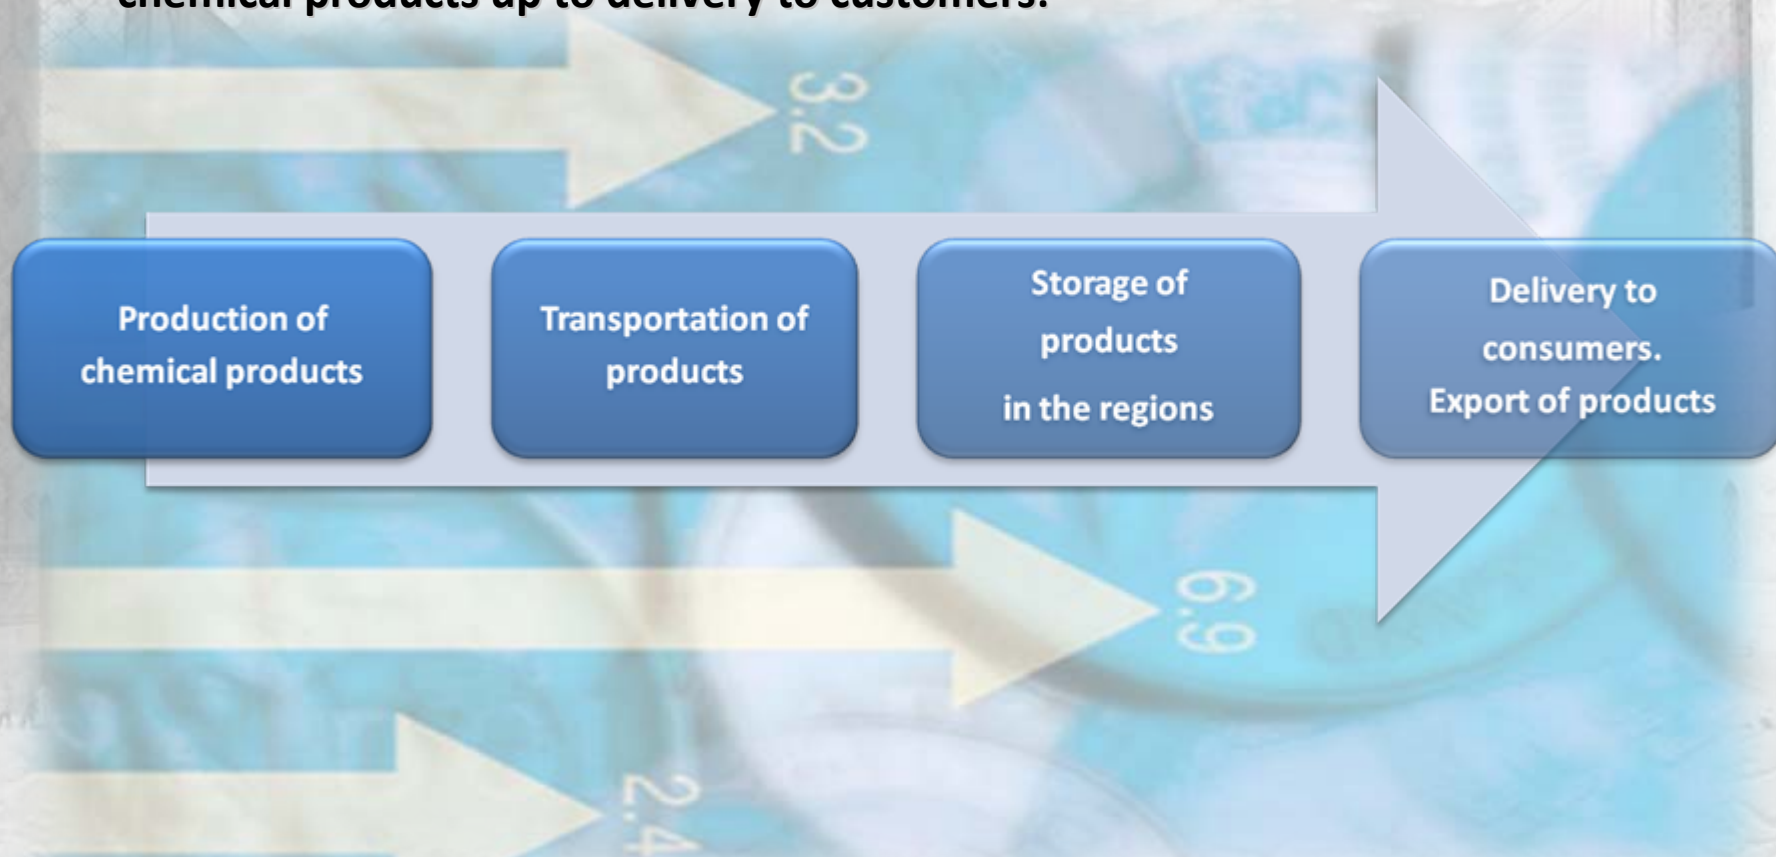 chemical products up to delivery to customers.
3.2
Production of
chemical products
Transportation of
products
Storage of
products
in the regions
Delivery to
consumers.
Export of products
6.9
2.4